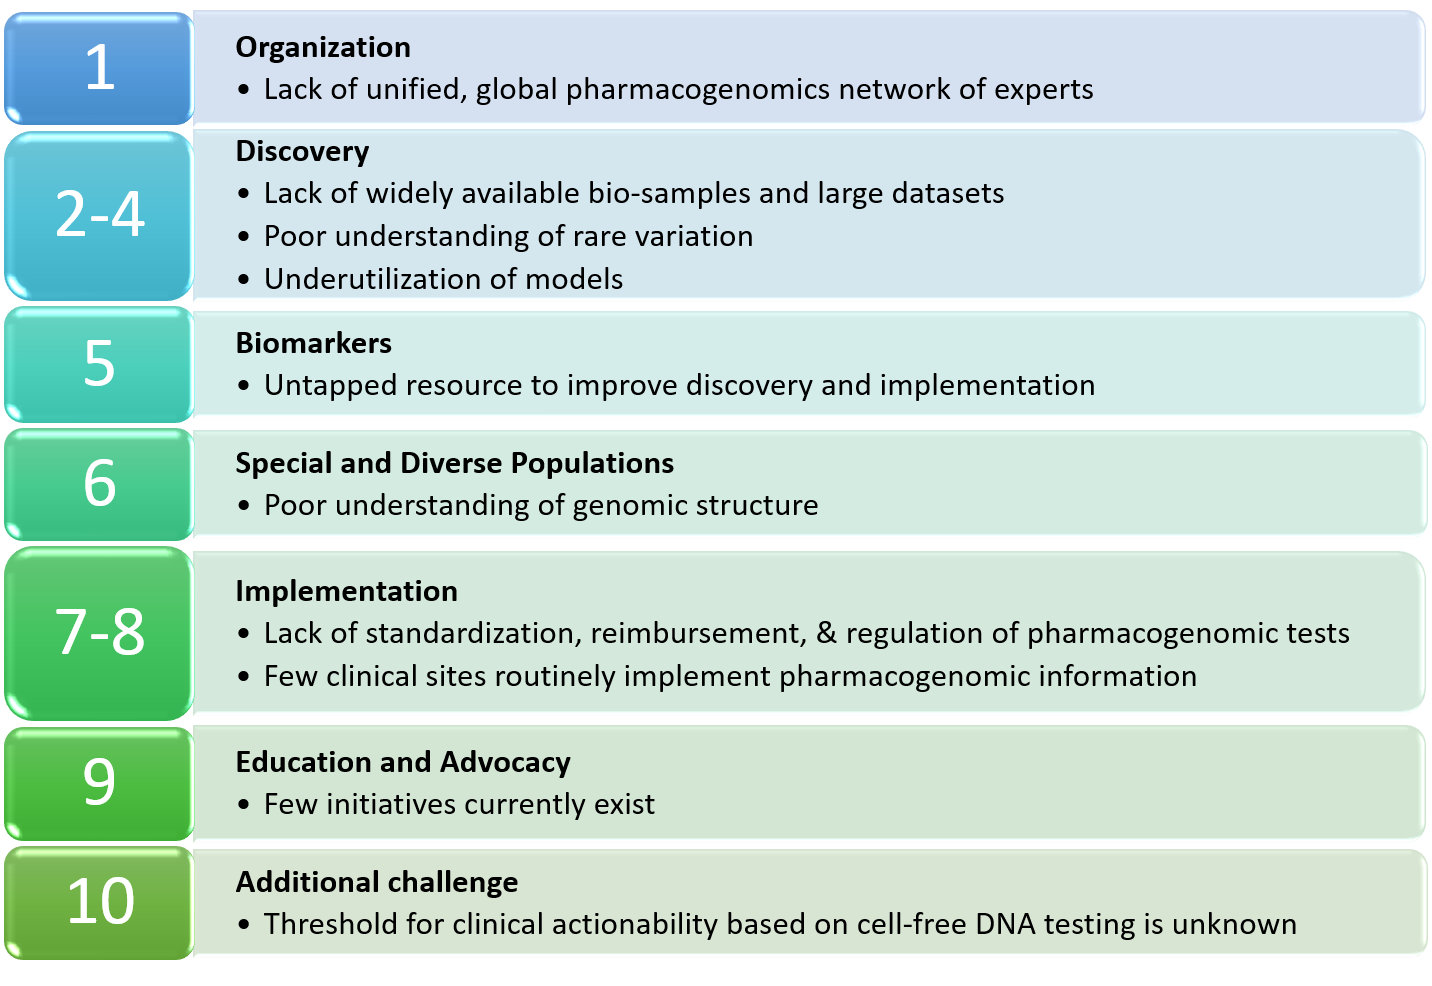 1
Organization
• Lack of unified, global pharmacogenomics network of experts
2-4
Discovery
• Lack of widely available bio-samples and large datasets
• Poor understanding of rare variation
• Underutilization of models
5
Biomarkers
• Untapped resource to improve discovery and implementation
6
Special and Diverse Populations
• Poor understanding of genomic structure
7-8
Implementation
• Lack of standardization, reimbursement, & regulation of pharmacogenomic tests
• Few clinical sites routinely implement pharmacogenomic information
9
Education and Advocacy
• Few initiatives currently exist
10
Additional challenge
• Threshold for clinical actionability based on cell-free DNA testing is unknown